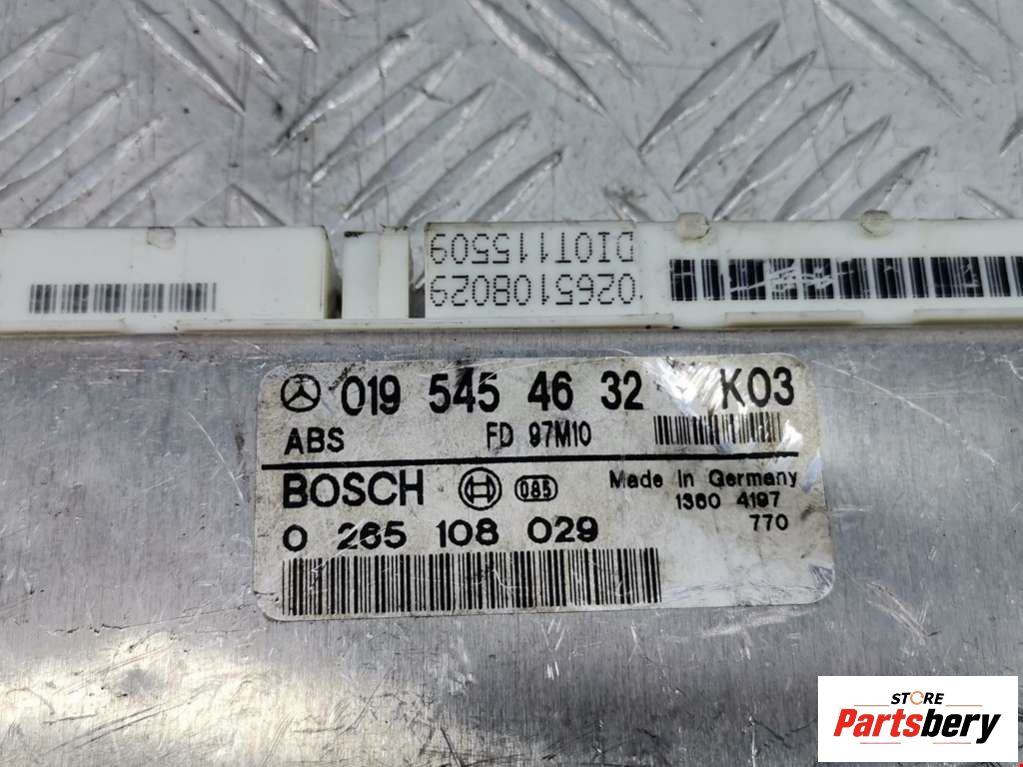 DIOT115509
0265108029
019 545 46 32 K03
ABS FD 97M10
BOSCH 085 Made in Germany
1360 4197
0 265 108 029 770
STORE
Partsbery